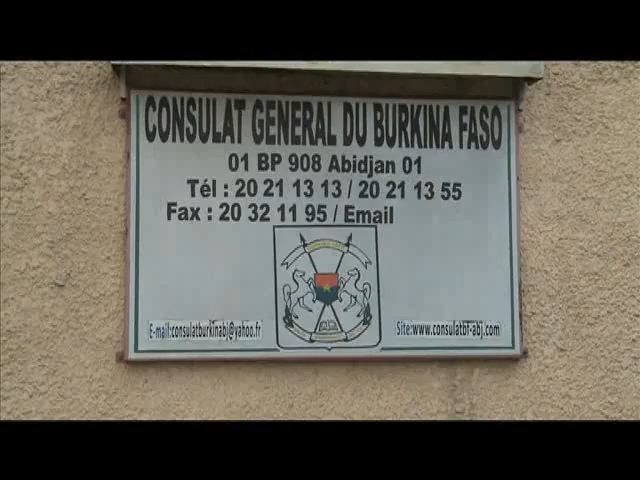 CONSULAT GENERAL DU BURKINA FASO
01 BP 908 Abidjan 01
Tél : 20 21 13 13 / 20 21 13 55
Fax : 20 32 11 95 / Email
E-mail:consulatburkinabj@yahoo.fr
Site:www.consulatbf-abj.com